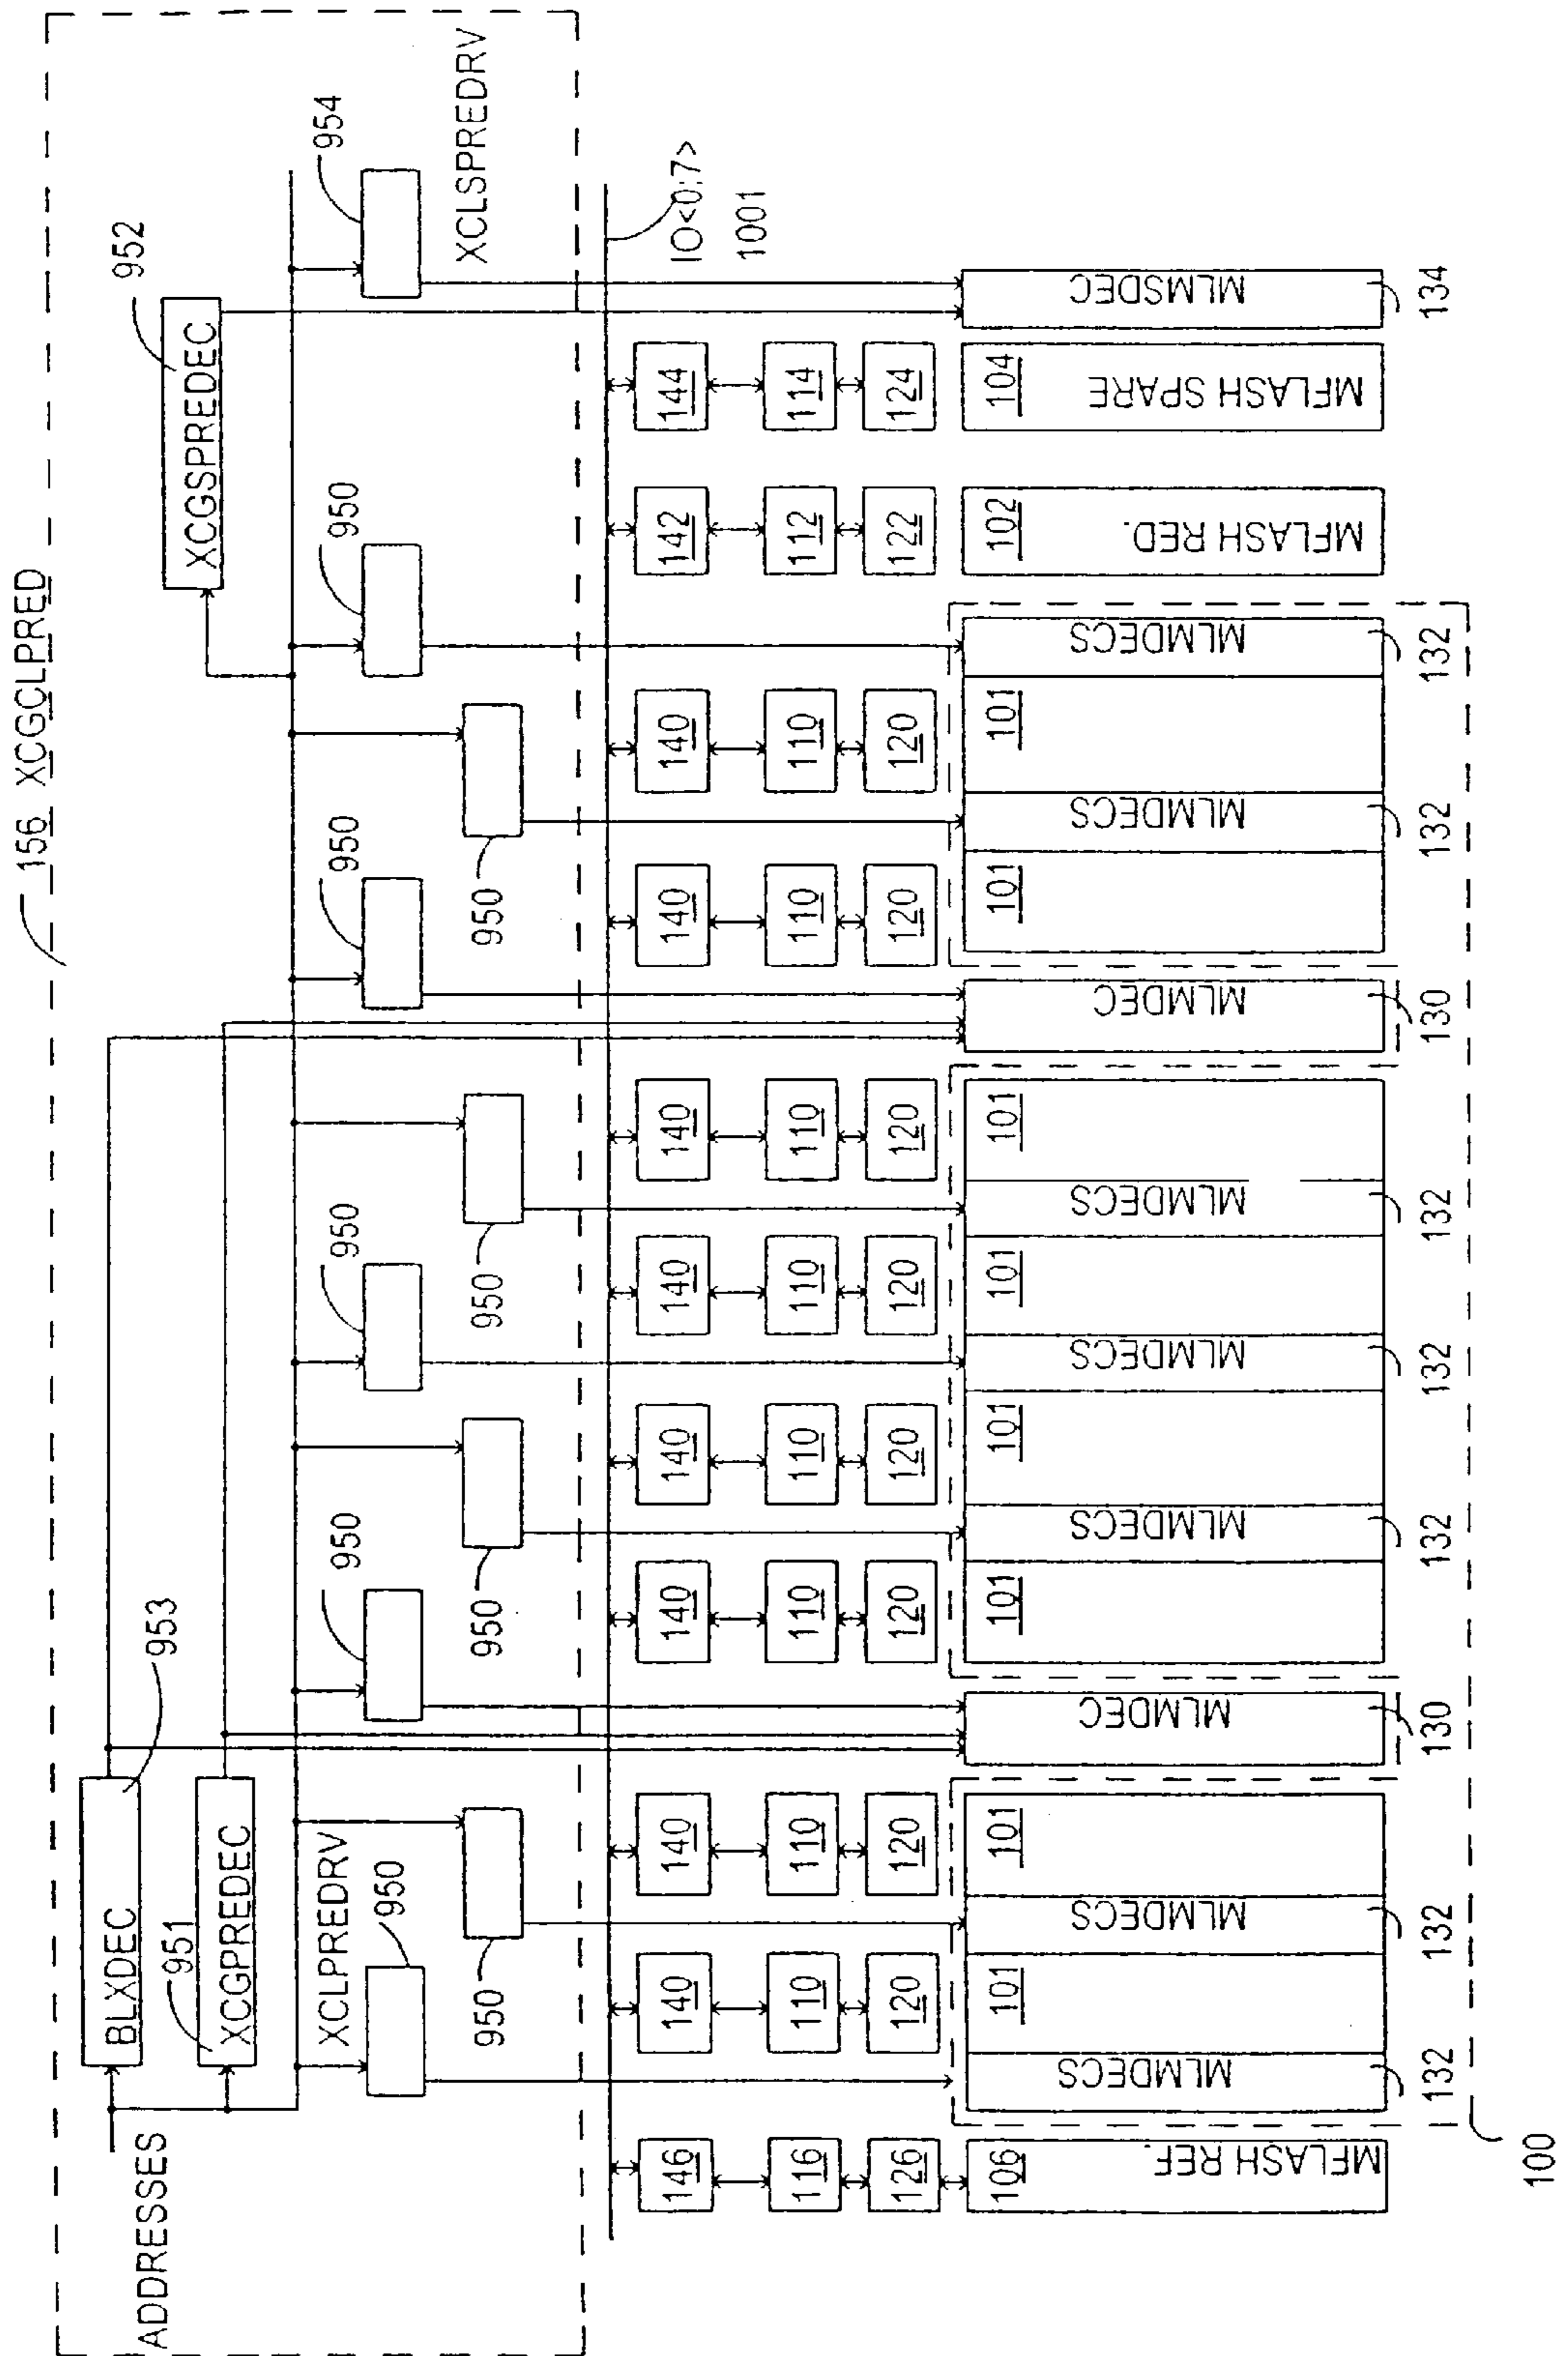 156 XCGCLPRED
BLXDEC
953
952
XCGSPREDEC
ADDRESSES
951
XCGPREDEC
XCLPREDRV
950
950
950
950
950
954
950
950
950
950
XCLSPREDRV
IO<0:7>
1001
146 140 140 140 140 140 140 140 140 142 144
116 110 110 110 110 110 110 110 110 112 114
126 120 120 120 120 120 120 120 120 122 124
106 101 101 101 101 101 101 101 101 102 104
MFLASH REF.
MLMDECS
MLMDECS
MLMDEC
MLMDECS
MLMDECS
MLMDECS
MLMDEC
MLMDECS
MLMDECS
MFLASH RED.
MFLASH SPARE
MLMSDEC
132 132 130 132 132 132 130 132 132 134
100